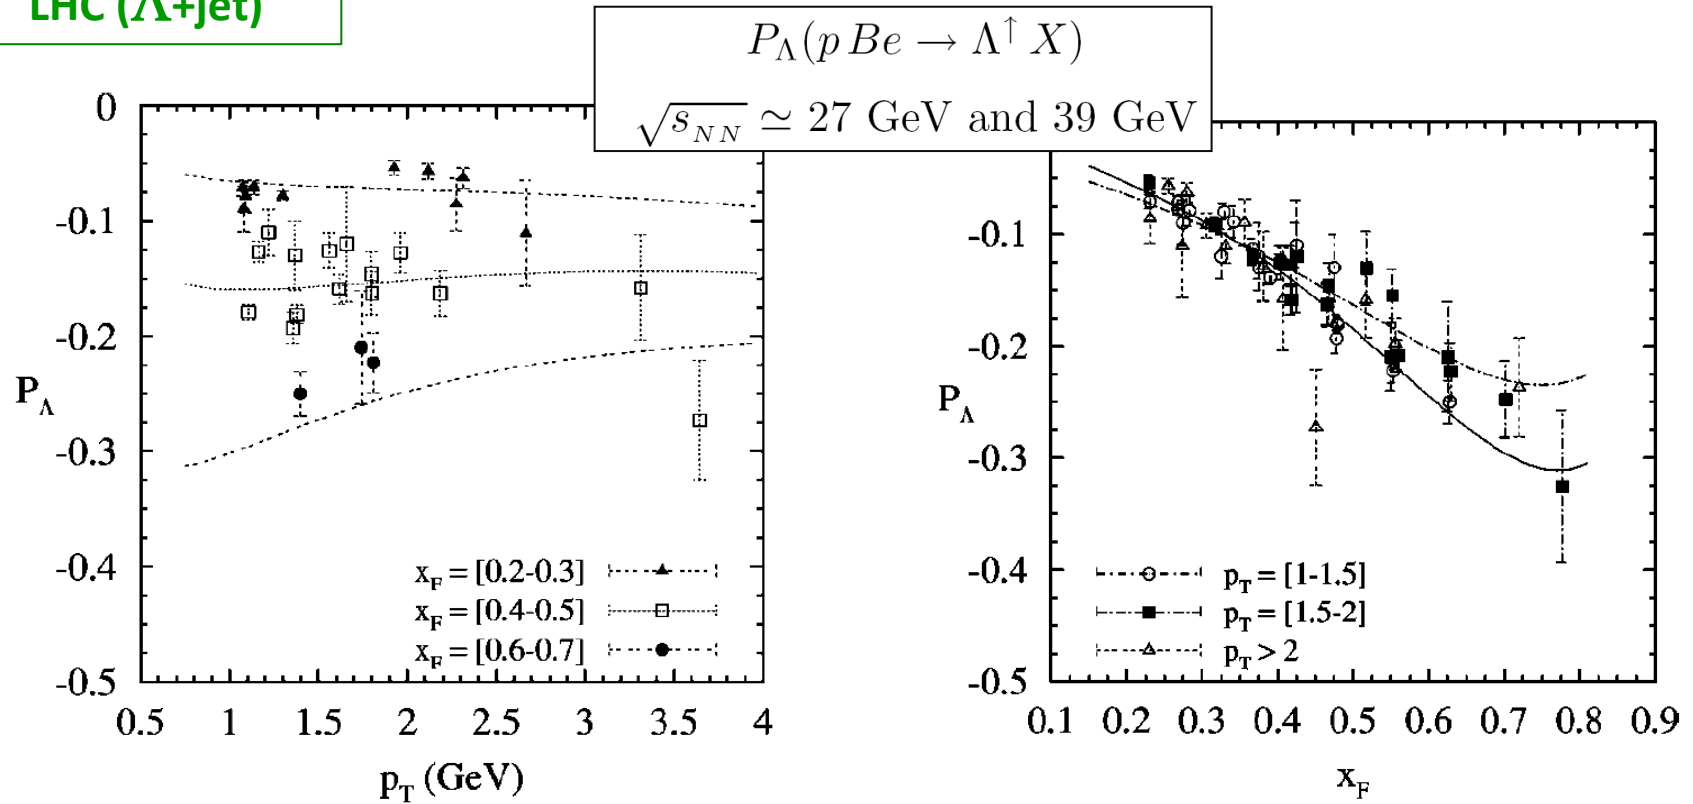 LHC (Λ+jet)
P_Λ(p Be → Λ↑ X)
√s_NN ≃ 27 GeV and 39 GeV
0
-0.1
-0.2
-0.3
-0.4
-0.5
P_Λ
x_F = [0.2-0.3]
x_F = [0.4-0.5]
x_F = [0.6-0.7]
0.5 1 1.5 2 2.5 3 3.5 4
p_T (GeV)
-0.1
-0.2
-0.3
-0.4
-0.5
P_Λ
p_T = [1-1.5]
p_T = [1.5-2]
p_T > 2
0.1 0.2 0.3 0.4 0.5 0.6 0.7 0.8 0.9
x_F